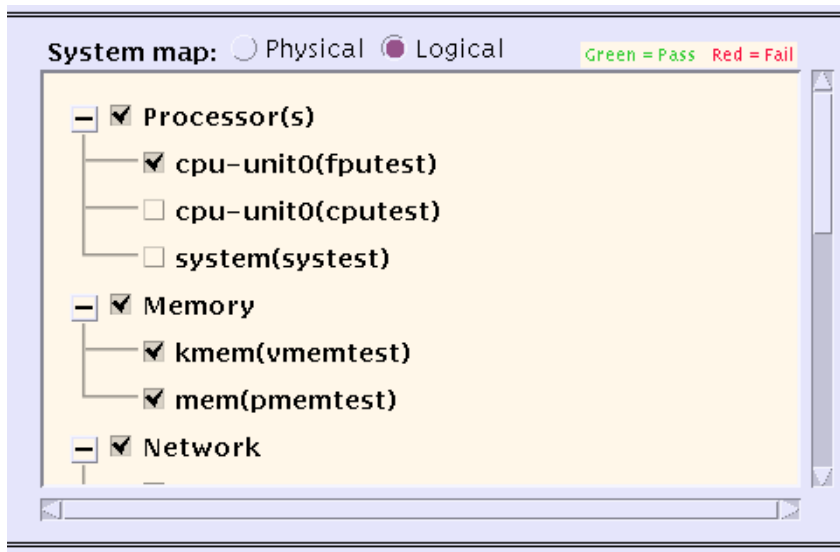 System map: Physical Logical Green = Pass Red = Fail
Processor(s)
cpu-unit0(fputest)
cpu-unit0(cputest)
system(systest)
Memory
kmem(vmemtest)
mem(pmemtest)
Network